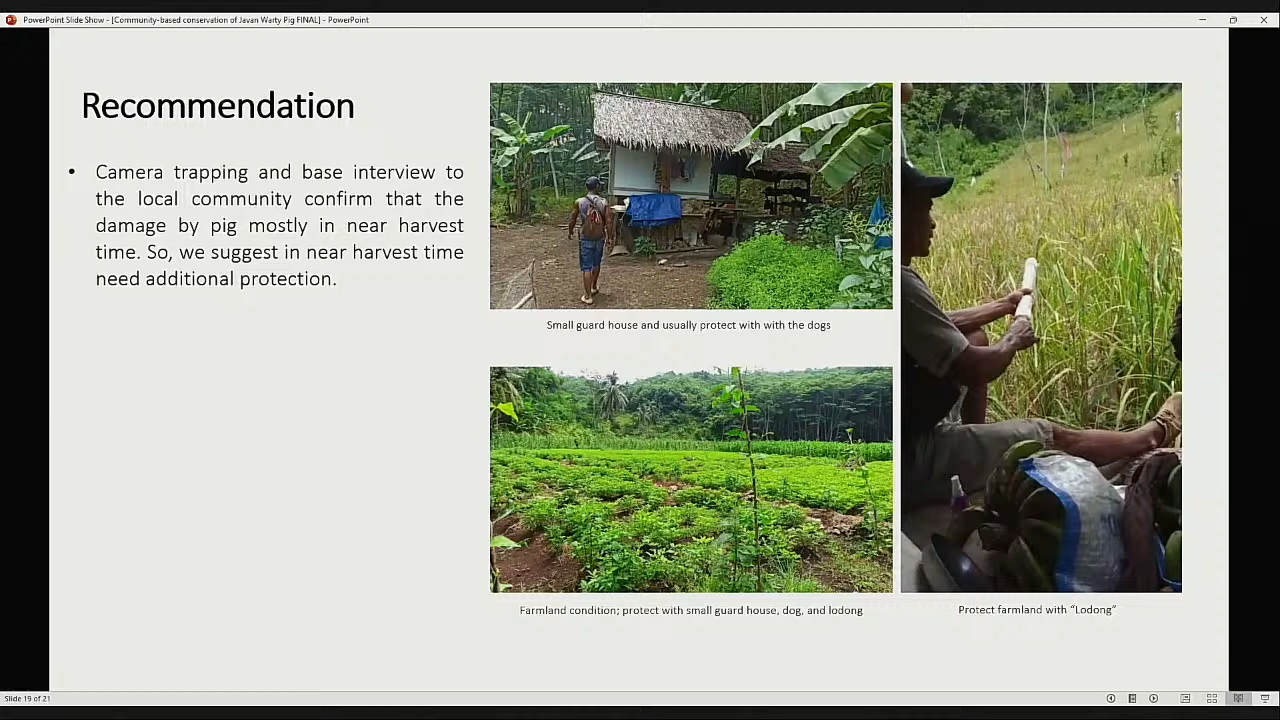 PowerPoint Slide Show - [Community-based conservation of Javan Warty Pig FINAL] - PowerPoint
Recommendation
• Camera trapping and base interview to
the local community confirm that the
damage by pig mostly in near harvest
time. So, we suggest in near harvest time
need additional protection.
Small guard house and usually protect with with the dogs
Farmland condition; protect with small guard house, dog, and lodong
Protect farmland with “Lodong”
Slide 19 of 21